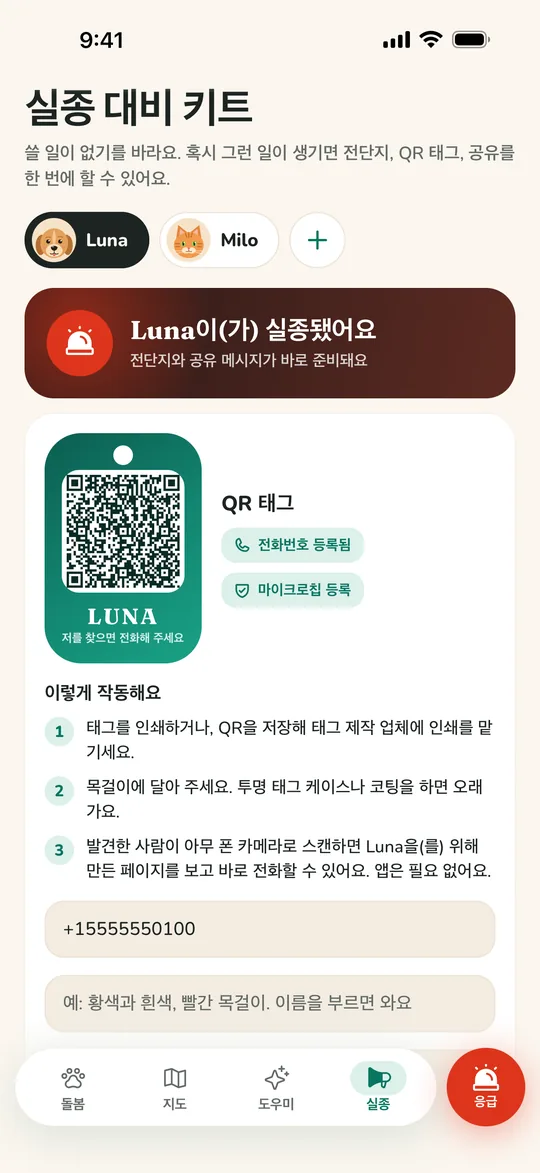 9:41
실종 대비 키트
쓸 일이 없기를 바라요. 혹시 그런 일이 생기면 전단지, QR 태그, 공유를
한 번에 할 수 있어요.
Luna
Milo
Luna이(가) 실종됐어요
전단지와 공유 메시지가 바로 준비돼요
QR 태그
전화번호 등록됨
마이크로칩 등록
LUNA
저를 찾으면 전화해 주세요
이렇게 작동해요
1 태그를 인쇄하거나, QR을 저장해 태그 제작 업체에 인쇄를 맡
기세요.
2 목걸이에 달아 주세요. 투명 태그 케이스나 코팅을 하면 오래
가요.
3 발견한 사람이 아무 폰 카메라로 스캔하면 Luna을(를) 위해
만든 페이지를 보고 바로 전화할 수 있어요. 앱은 필요 없어요.
+15555550100
예: 황색과 흰색, 빨간 목걸이. 이름을 부르면 와요
돌봄
지도
도우미
실종
응급